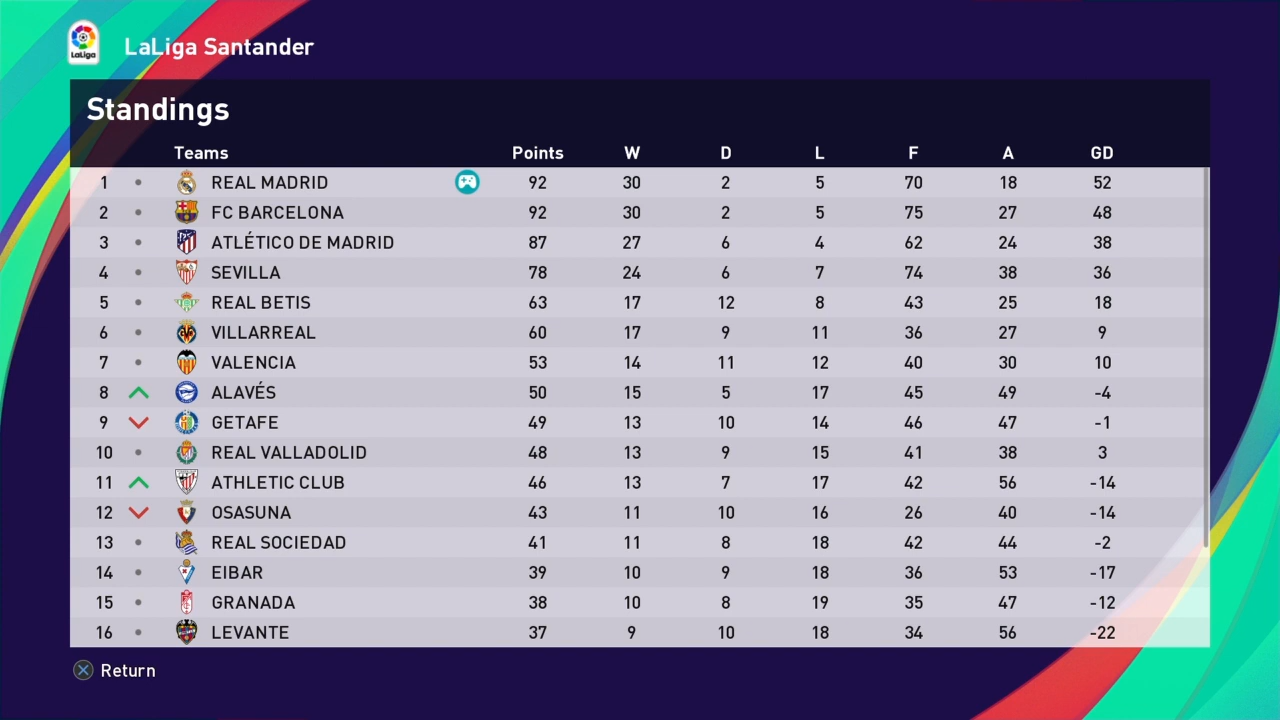 LaLiga
LaLiga Santander
Standings
Teams Points W D L F A GD
1 REAL MADRID 92 30 2 5 70 18 52
2 FC BARCELONA 92 30 2 5 75 27 48
3 ATLÉTICO DE MADRID 87 27 6 4 62 24 38
4 SEVILLA 78 24 6 7 74 38 36
5 REAL BETIS 63 17 12 8 43 25 18
6 VILLARREAL 60 17 9 11 36 27 9
7 VALENCIA 53 14 11 12 40 30 10
8 ALAVÉS 50 15 5 17 45 49 -4
9 GETAFE 49 13 10 14 46 47 -1
10 REAL VALLADOLID 48 13 9 15 41 38 3
11 ATHLETIC CLUB 46 13 7 17 42 56 -14
12 OSASUNA 43 11 10 16 26 40 -14
13 REAL SOCIEDAD 41 11 8 18 42 44 -2
14 EIBAR 39 10 9 18 36 53 -17
15 GRANADA 38 10 8 19 35 47 -12
16 LEVANTE 37 9 10 18 34 56 -22
Return